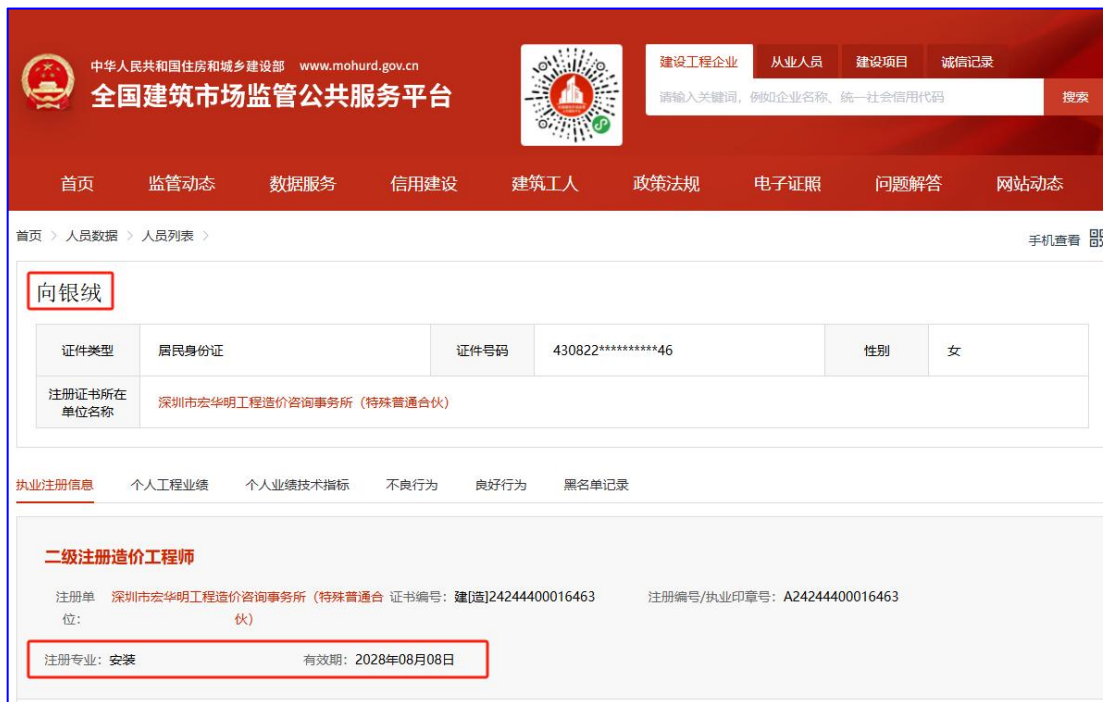 中华人民共和国住房和城乡建设部 www.mohurd.gov.cn
全国建筑市场监管公共服务平台
建设工程企业 从业人员 建设项目 诚信记录
请输入关键词，例如企业名称、统一社会信用代码 搜索
首页 监管动态 数据服务 信用建设 建筑工人 政策法规 电子证照 问题解答 网站动态
首页 > 人员数据 > 人员列表 >
手机查看
向银绒
证件类型 居民身份证 证件号码 430822**********46 性别 女
注册证书所在
单位名称
深圳市宏华明工程造价咨询事务所（特殊普通合伙）
执业注册信息 个人工程业绩 个人业绩技术指标 不良行为 良好行为 黑名单记录
二级注册造价工程师
注册单 深圳市宏华明工程造价咨询事务所（特殊普通合 证书编号：建[造]24244400016463 注册编号/执业印章号：A24244400016463
位： 伙）
注册专业：安装 有效期：2028年08月08日